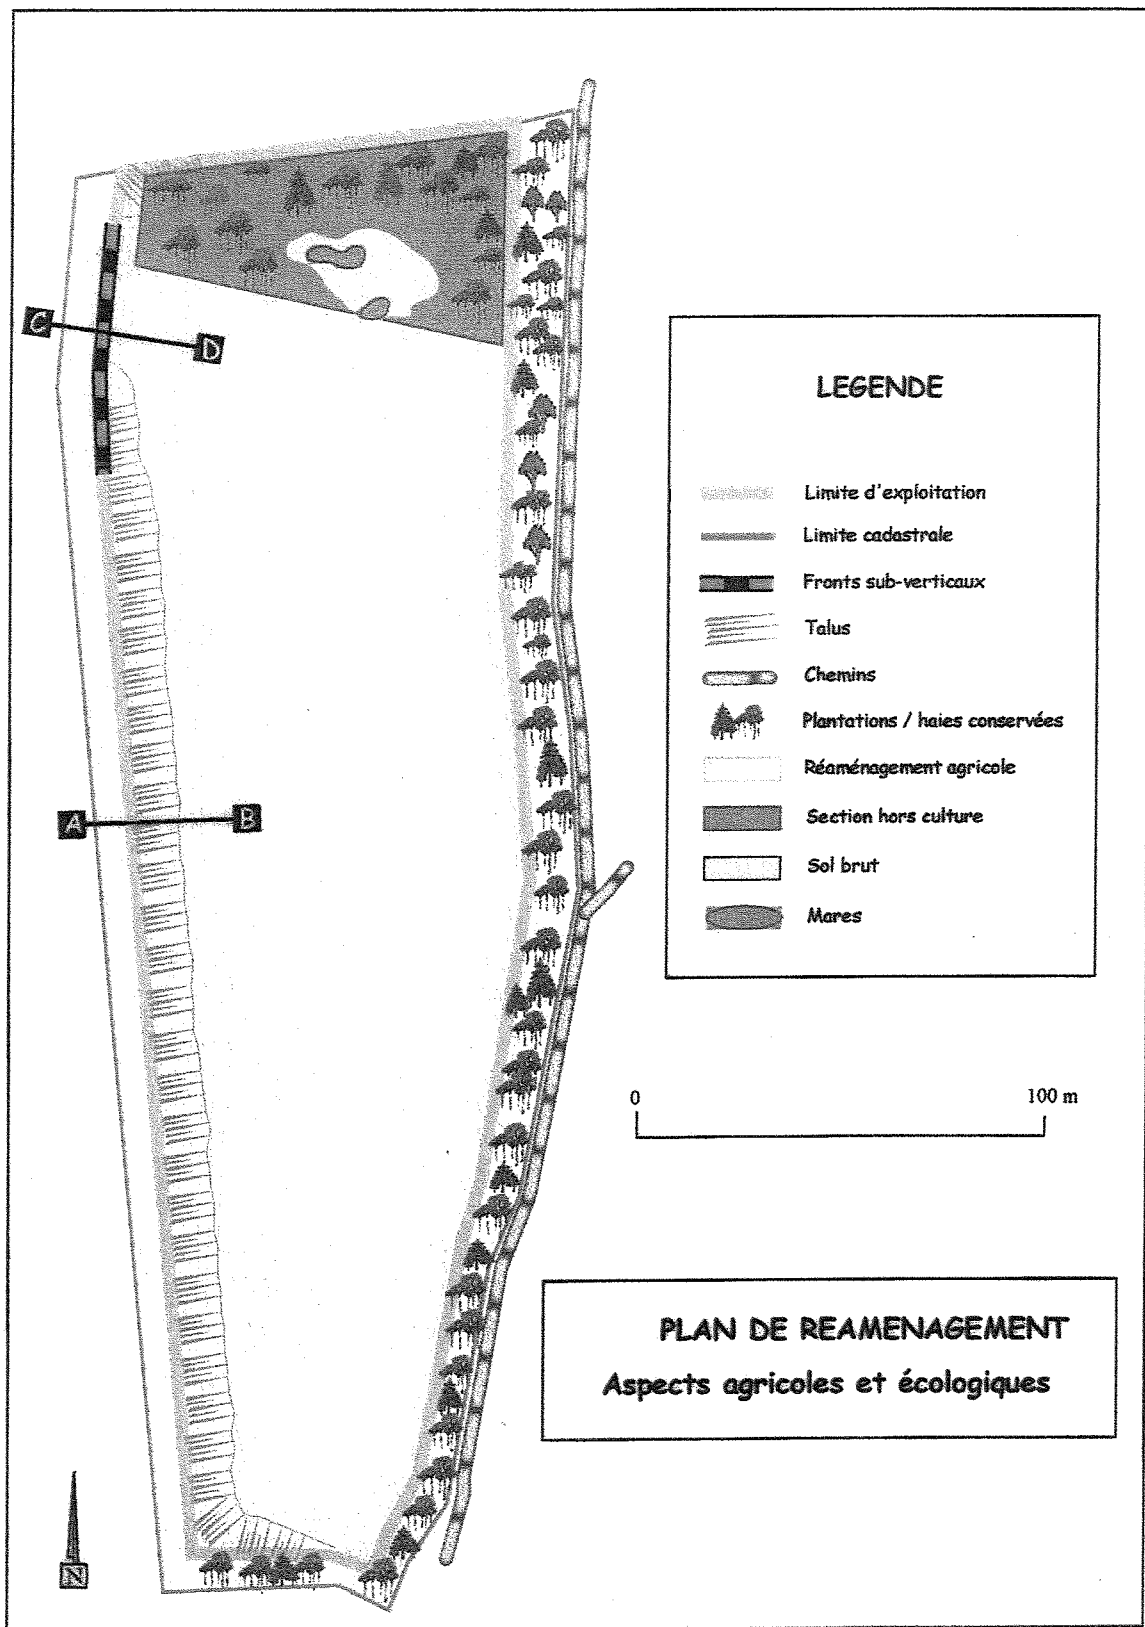 C
D
LEGENDE
Limite d'exploitation
Limite cadastrale
Fronts sub-verticaux
Talus
Chemins
Plantations / haies conservées
Réaménagement agricole
A
B
Section hors culture
Sol brut
Mares
0 100 m
PLAN DE REAMENAGEMENT
Aspects agricoles et écologiques
N